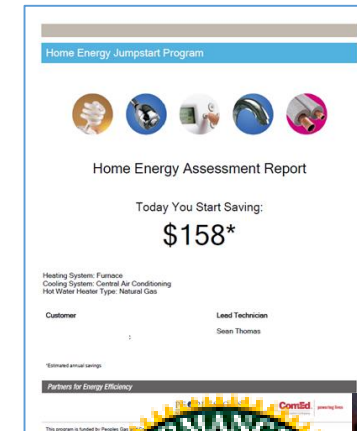 Home Energy Jumpstart Program
Home Energy Assessment Report
Today You Start Saving:
$158*
Heating System: Furnace
Cooling System: Central Air Conditioning
Hot Water Heater Type: Natural Gas
Customer
Lead Technician
:
Sean Thomas
*Estimated annual savings.
Partners for Energy Efficiency
ComEd
powering lives
This program is funded by Peoples Gas